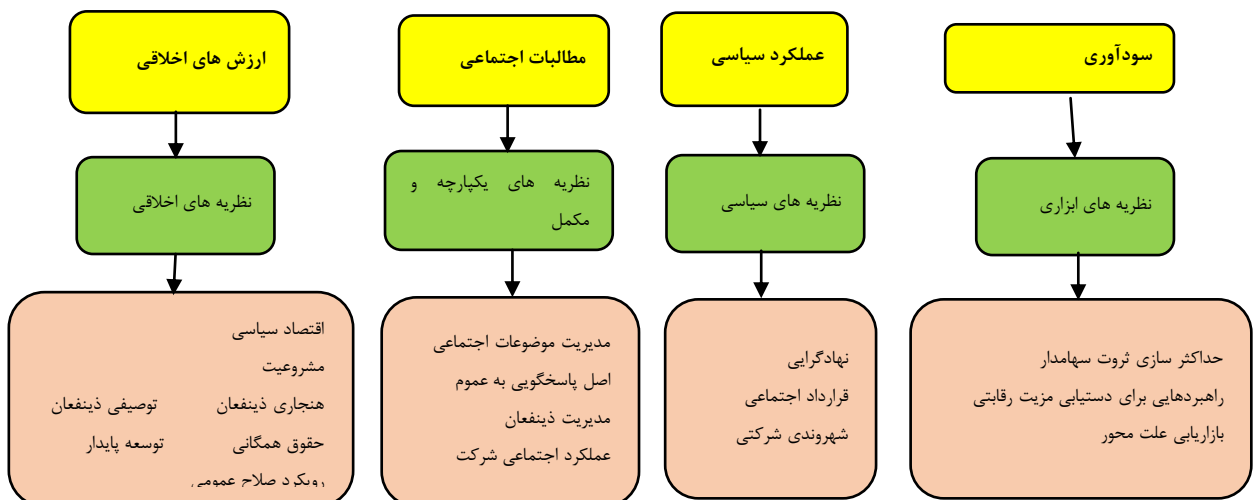 سودآوری
عملکرد سیاسی
مطالبات اجتماعی
ارزش های اخلاقی
نظریه های ابزاری
نظریه های سیاسی
نظریه های یکپارچه و
مکمل
نظریه های اخلاقی
حداکثر سازی ثروت سهامدار
راهبردهایی برای دستیابی مزیت رقابتی
بازاریابی علت محور
نهادگرایی
قرارداد اجتماعی
شهروندی شرکتی
مدیریت موضوعات اجتماعی
اصل پاسخگویی به عموم
مدیریت ذینفعان
عملکرد اجتماعی شرکت
اقتصاد سیاسی
مشروعیت
هنجاری ذینفعان توصیفی ذینفعان
حقوق همگانی توسعه پایدار
رویکرد صلاح عمومی